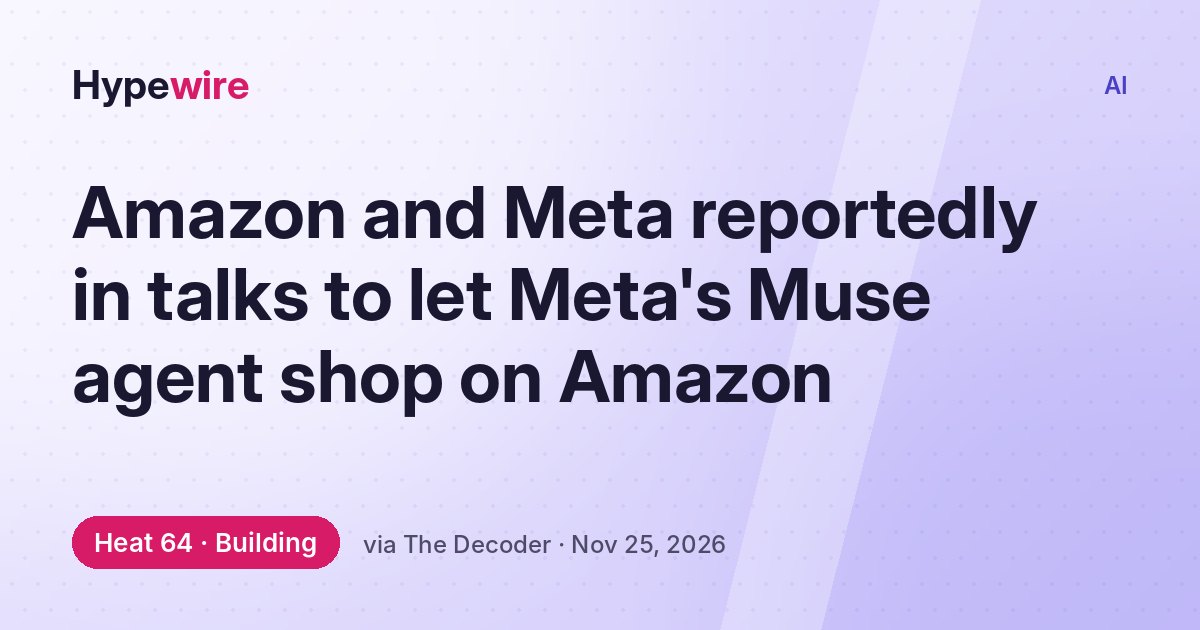 Hypewire
AI
Amazon and Meta reportedly
in talks to let Meta's Muse
agent shop on Amazon
Heat 64 · Building
via The Decoder · Nov 25, 2026